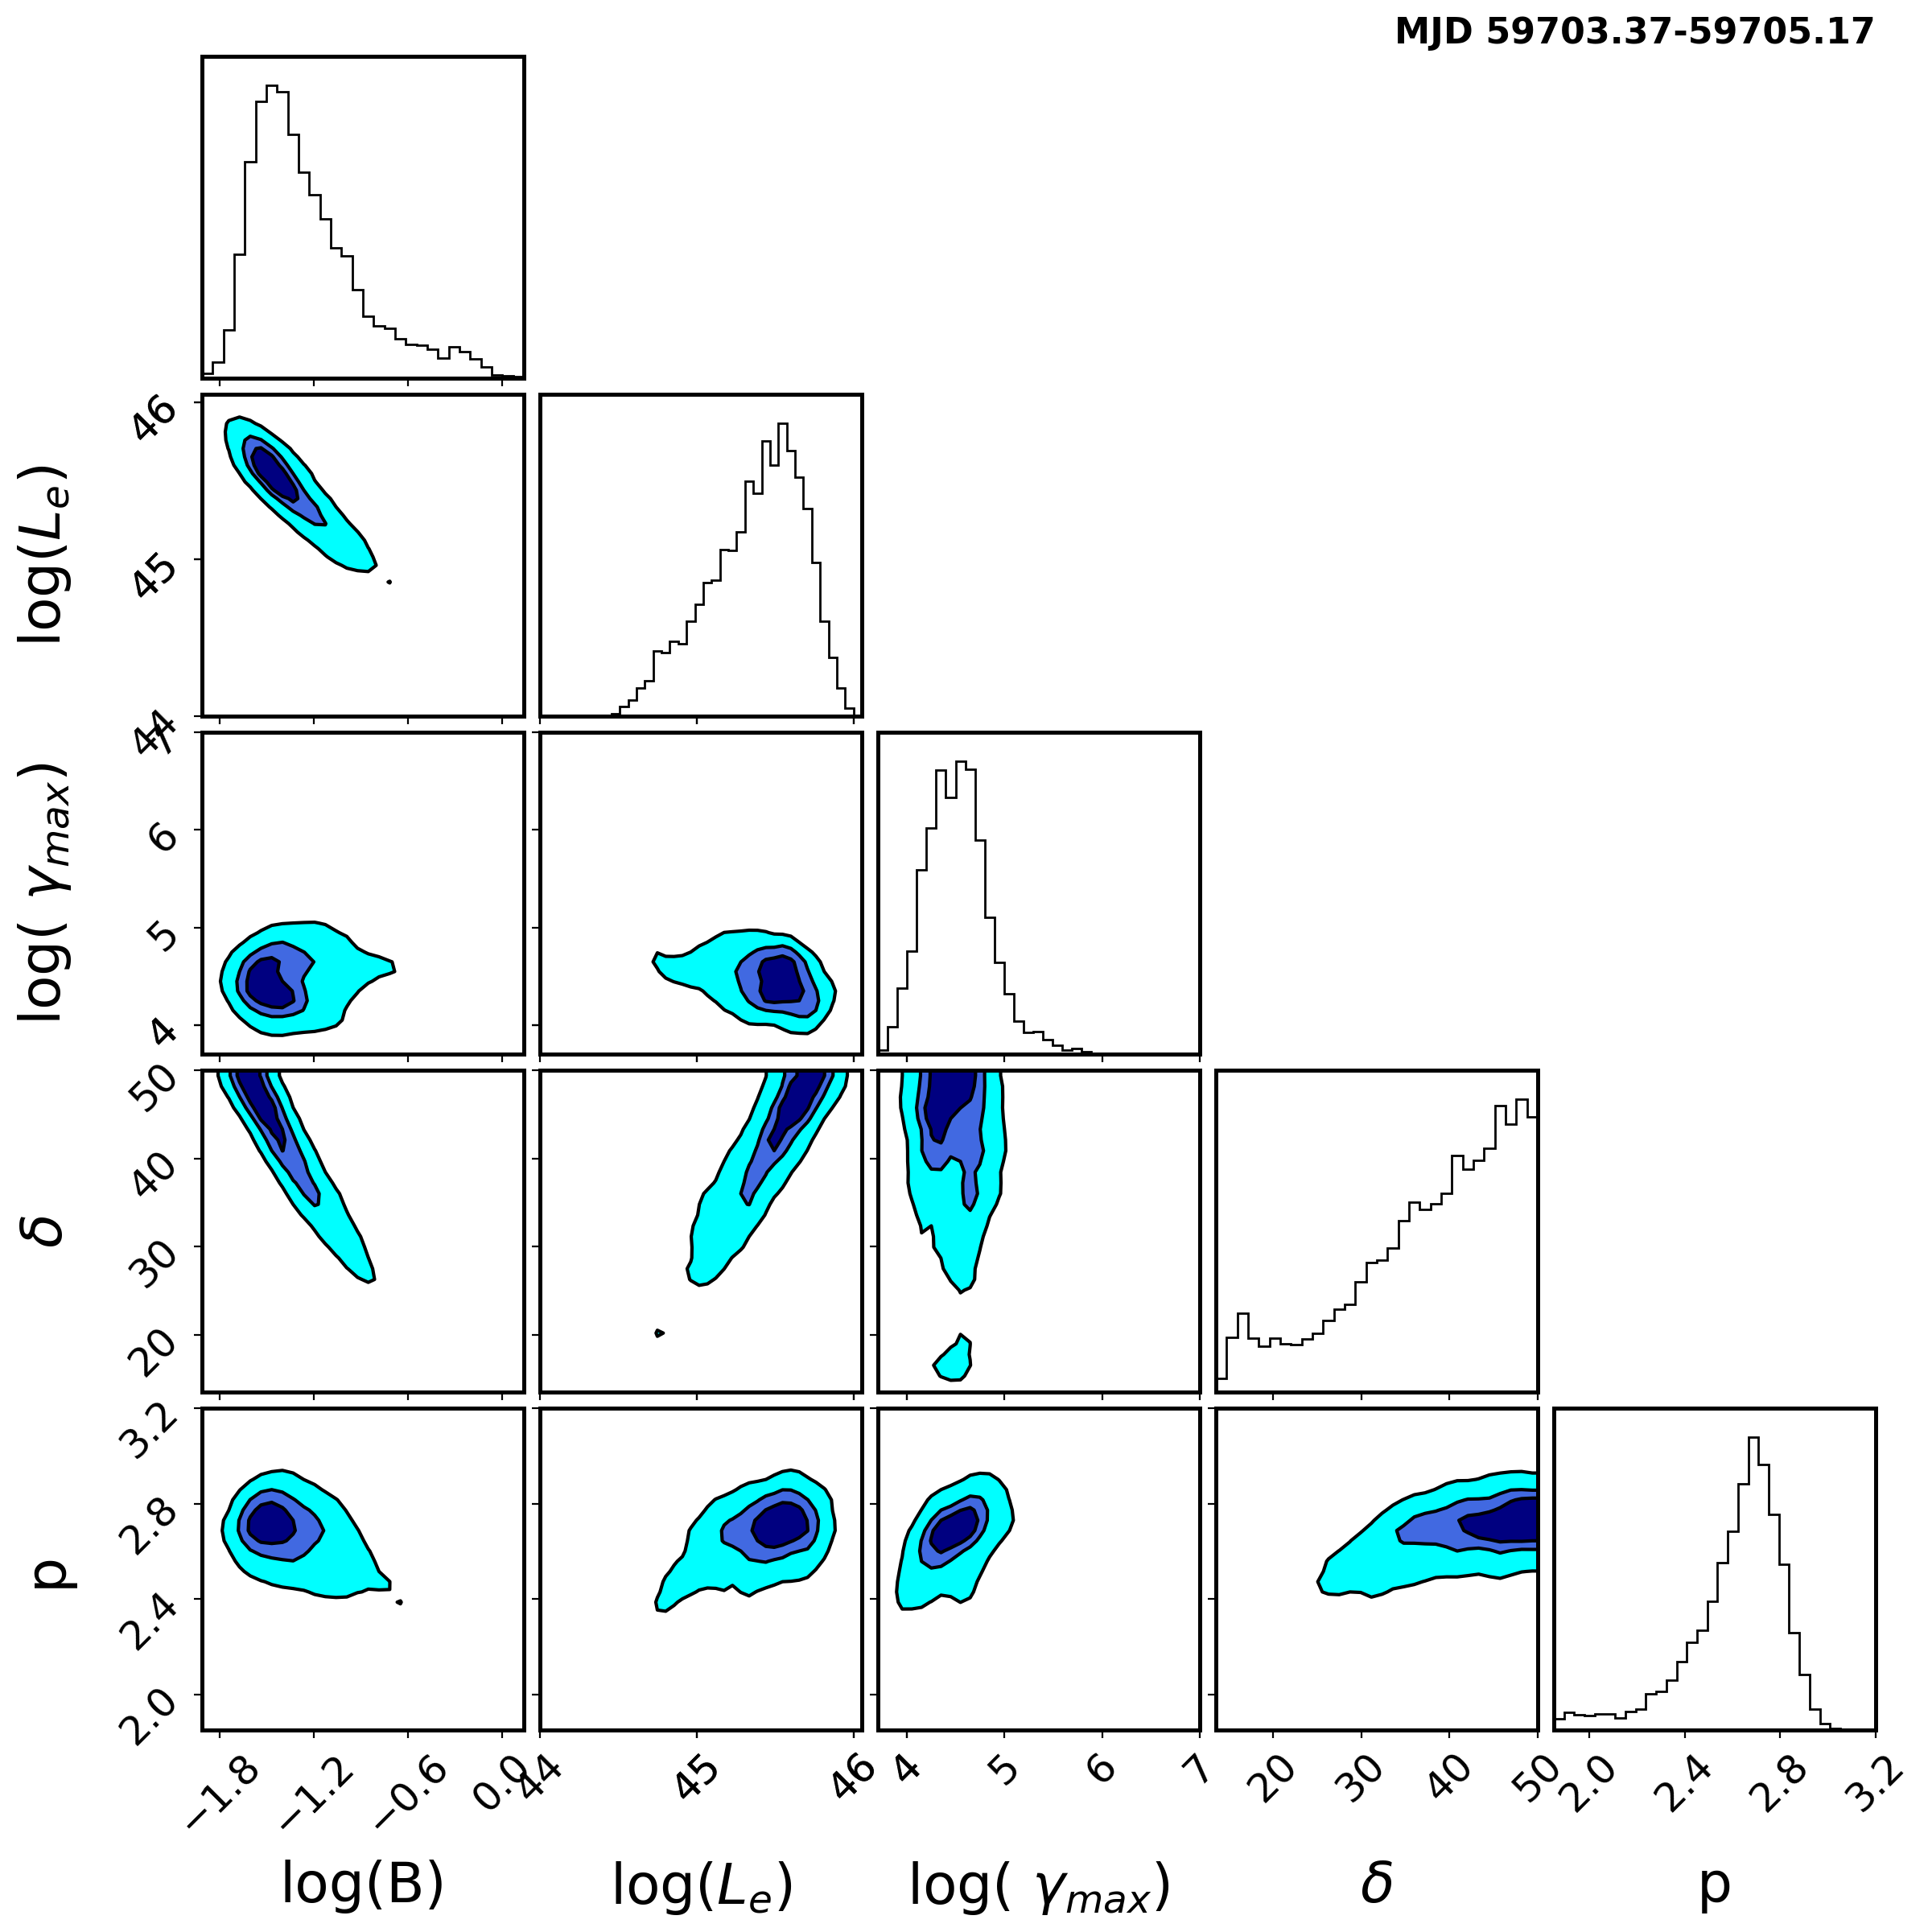 MJD 59703.37-59705.17
log(Lₑ)
46
45
44
log( γₘₐₓ)
7
6
5
4
δ
50
40
30
20
p
3.2
2.8
2.4
2.0
−1.8 −1.2 −0.6 0.0 44 45 46 4 5 6 7 20 30 40 50 2.0 2.4 2.8 3.2
log(B) log(Lₑ) log( γₘₐₓ) δ p